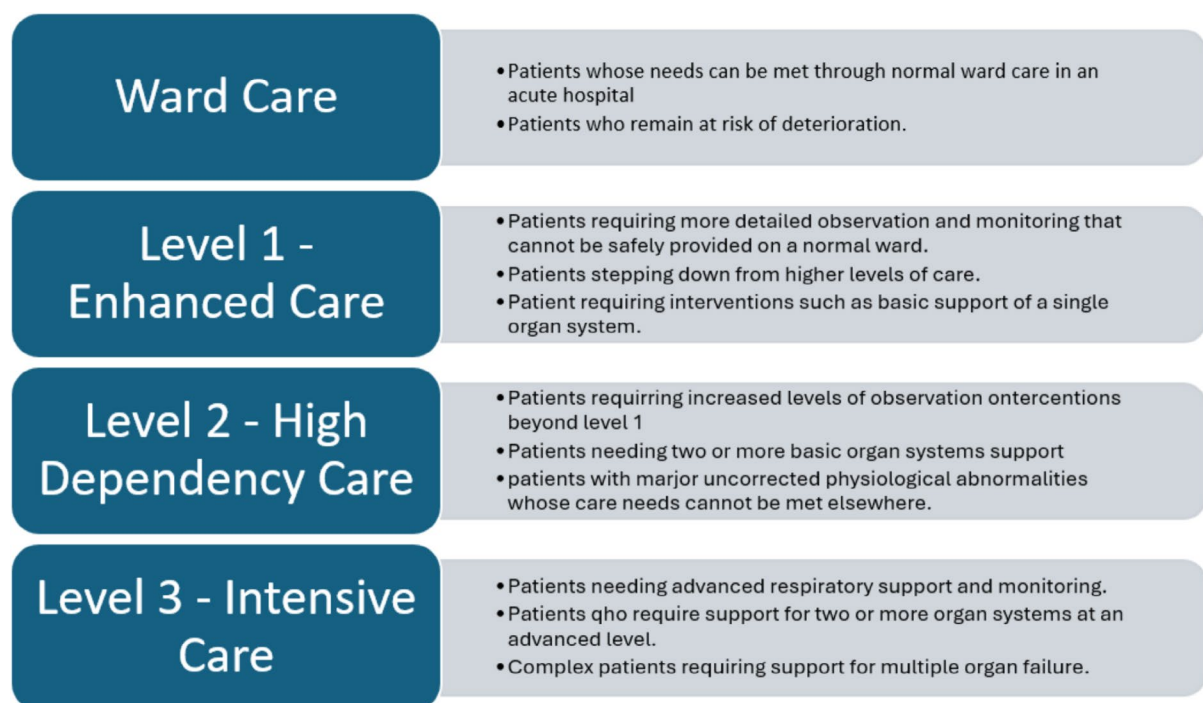 Ward Care
•Patients whose needs can be met through normal ward care in an
acute hospital
•Patients who remain at risk of deterioration.
Level 1 -
Enhanced Care
•Patients requiring more detailed observation and monitoring that
cannot be safely provided on a normal ward.
•Patients stepping down from higher levels of care.
•Patient requiring interventions such as basic support of a single
organ system.
Level 2 - High
Dependency Care
•Patients requirring increased levels of observation ontercentions
beyond level 1
•Patients needing two or more basic organ systems support
•patients with marjor uncorrected physiological abnormalities
whose care needs cannot be met elsewhere.
Level 3 - Intensive
Care
•Patients needing advanced respiratory support and monitoring.
•Patients qho require support for two or more organ systems at an
advanced level.
•Complex patients requiring support for multiple organ failure.